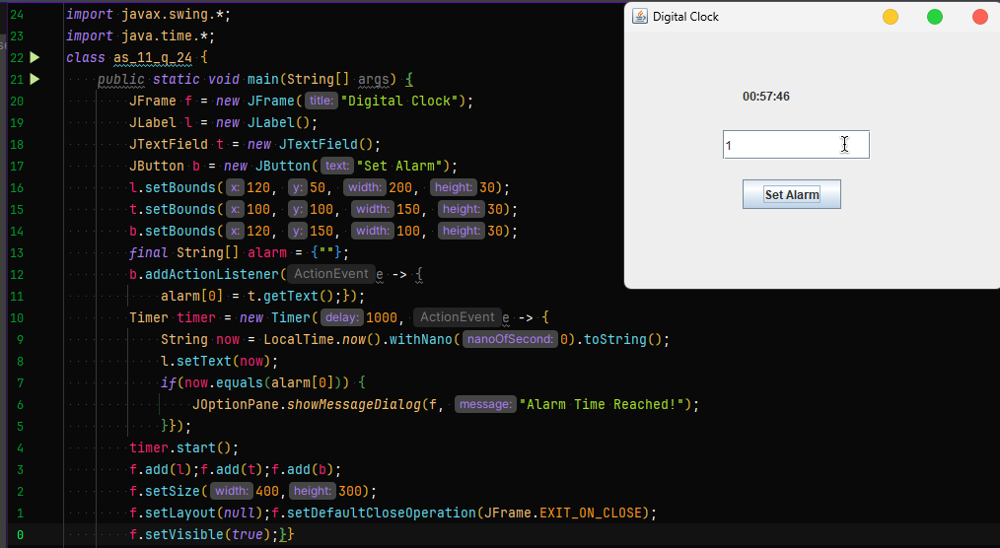 24 import javax.swing.*;
23 import java.time.*;
22 class as_11_q_24 {
21 public static void main(String[] args) {
20 JFrame f = new JFrame( title: "Digital Clock");
19 JLabel l = new JLabel();
18 JTextField t = new JTextField();
17 JButton b = new JButton( text: "Set Alarm");
16 l.setBounds( x: 120, y: 50, width: 200, height: 30);
15 t.setBounds( x: 100, y: 100, width: 150, height: 30);
14 b.setBounds( x: 120, y: 150, width: 100, height: 30);
13 final String[] alarm = {""};
12 b.addActionListener( ActionEvent e -> {
11 alarm[0] = t.getText();});
10 Timer timer = new Timer( delay: 1000, ActionEvent e -> {
9 String now = LocalTime.now().withNano( nanoOfSecond: 0).toString();
8 l.setText(now);
7 if(now.equals(alarm[0])) {
6 JOptionPane.showMessageDialog(f, message: "Alarm Time Reached!");
5 }});
4 timer.start();
3 f.add(l);f.add(t);f.add(b);
2 f.setSize( width: 400, height: 300);
1 f.setLayout(null);f.setDefaultCloseOperation(JFrame.EXIT_ON_CLOSE);
0 f.setVisible(true);}}
Digital Clock
00:57:46
1
Set Alarm